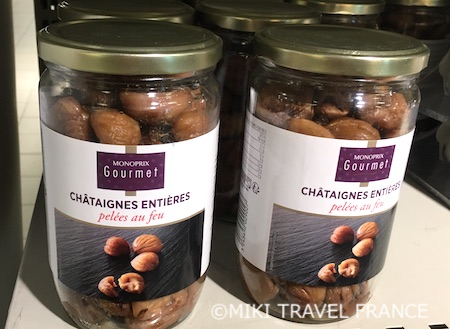 MONOPRIX
Gourmet
CHÂTAIGNES ENTIÈRES
pelées au feu
MONOPRIX
Gourmet
CHÂTAIGNES ENTIÈRES
pelées au feu
©MIKI TRAVEL FRANCE